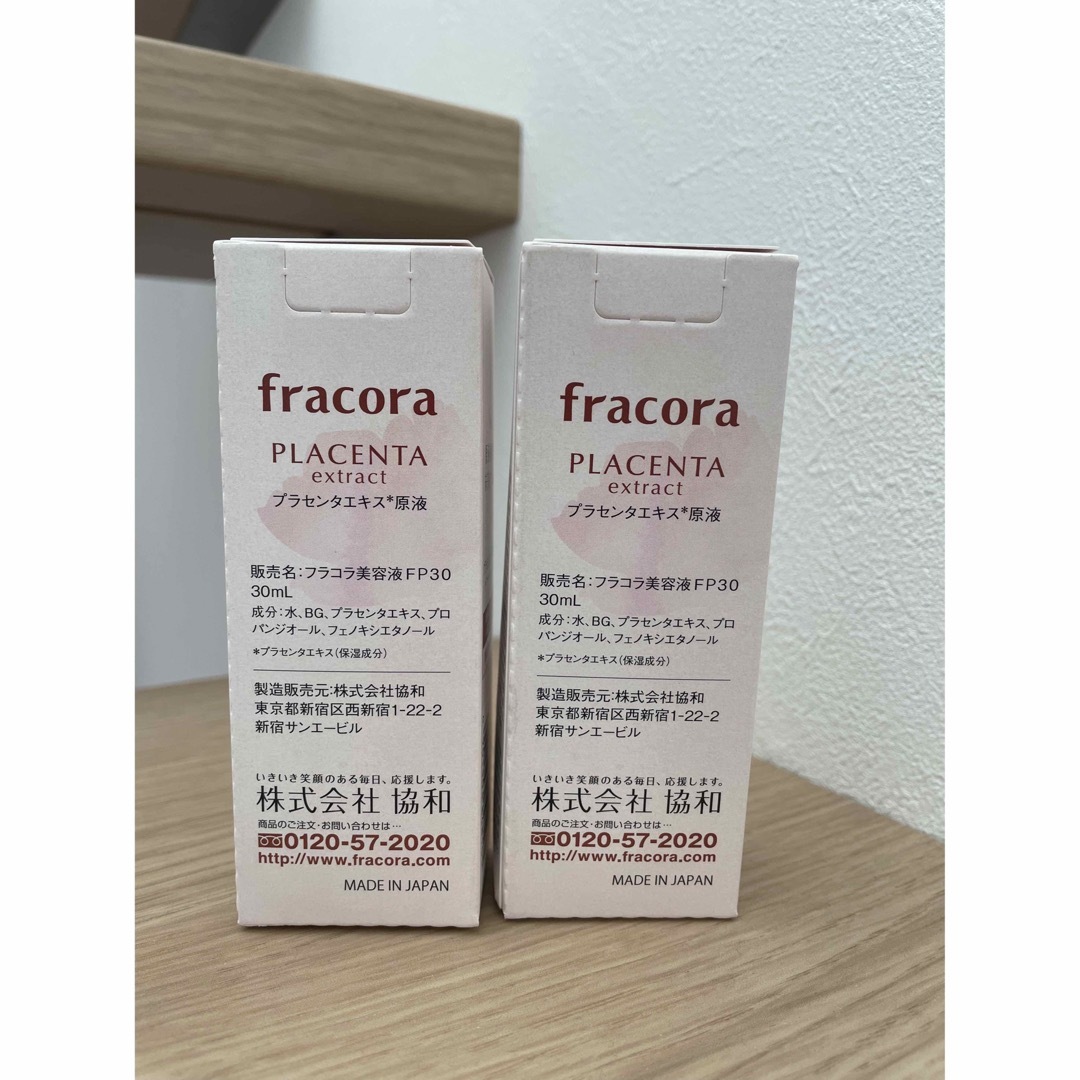 fracora
PLACENTA
extract
プラセンタエキス*原液
販売名:フラコラ美容液FP30
30mL
成分:水、BG、プラセンタエキス、プロ
パンジオール、フェノキシエタノール
*プラセンタエキス(保湿成分)
製造販売元:株式会社協和
東京都新宿区西新宿1-22-2
新宿サンエービル
いきいき笑顔のある毎日、応援します。
株式会社 協和
商品のご注文・お問い合わせは…
0120-57-2020
http://www.fracora.com
MADE IN JAPAN
fracora
PLACENTA
extract
プラセンタエキス*原液
販売名:フラコラ美容液FP30
30mL
成分:水、BG、プラセンタエキス、プロ
パンジオール、フェノキシエタノール
*プラセンタエキス(保湿成分)
製造販売元:株式会社協和
東京都新宿区西新宿1-22-2
新宿サンエービル
いきいき笑顔のある毎日、応援します。
株式会社 協和
商品のご注文・お問い合わせは…
0120-57-2020
http://www.fracora.com
MADE IN JAPAN